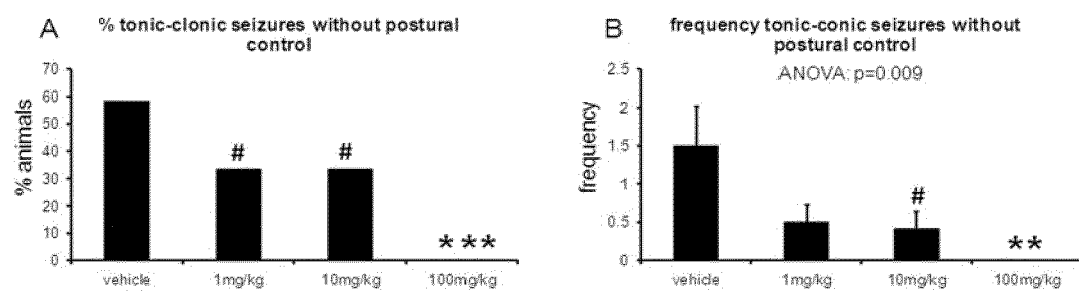 A
% tonic-clonic seizures without postural
control
% animals
70
60
50
40
30
20
10
0
#
#
***
vehicle
1mg/kg
10mg/kg
100mg/kg
B
frequency tonic-conic seizures without
postural control
ANOVA: p=0.009
frequency
2.5
2
1.5
1
0.5
0
#
**
vehicle
1mg/kg
10mg/kg
100mg/kg